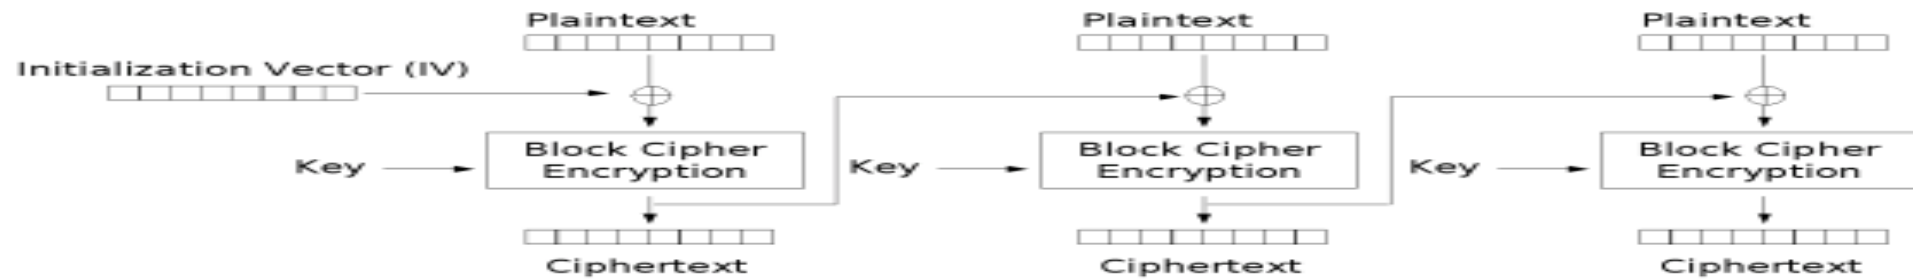 Plaintext
Plaintext
Plaintext
Initialization Vector (IV)
Key
Block Cipher
Encryption
Key
Block Cipher
Encryption
Key
Block Cipher
Encryption
Ciphertext
Ciphertext
Ciphertext